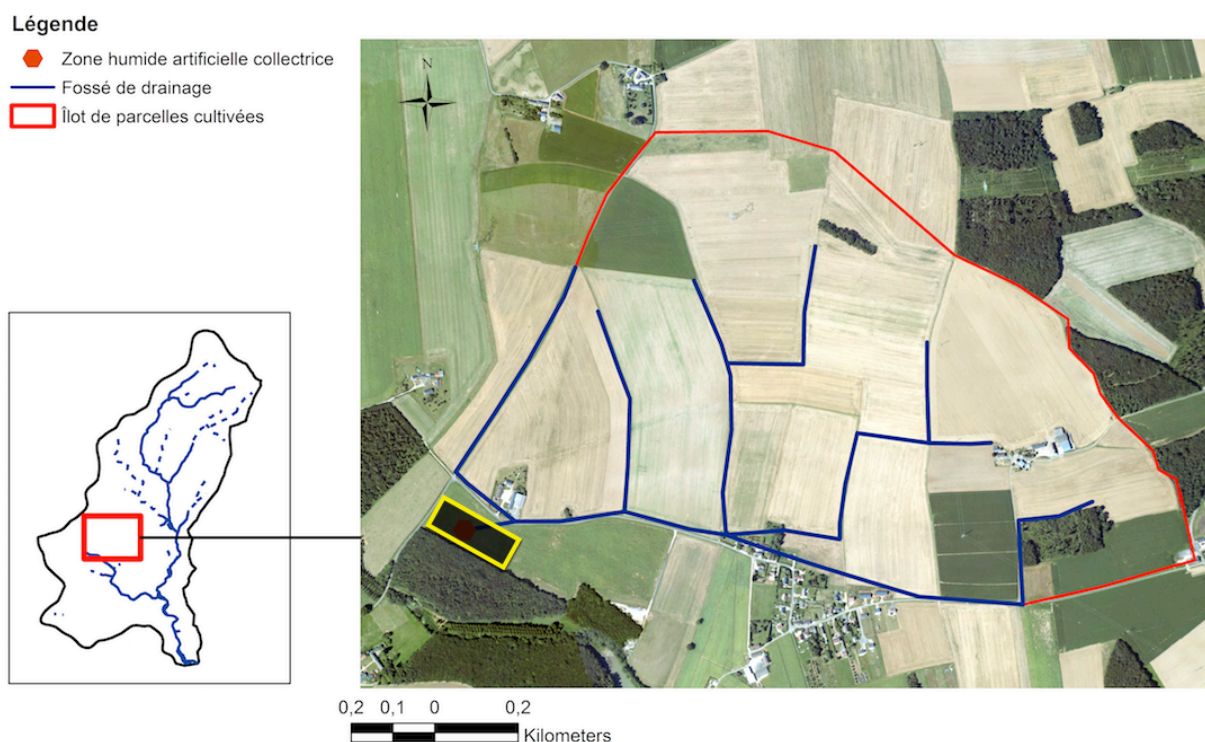 Légende
Zone humide artificielle collectrice
Fossé de drainage
Îlot de parcelles cultivées
N
0,2 0,1 0 0,2
Kilometers